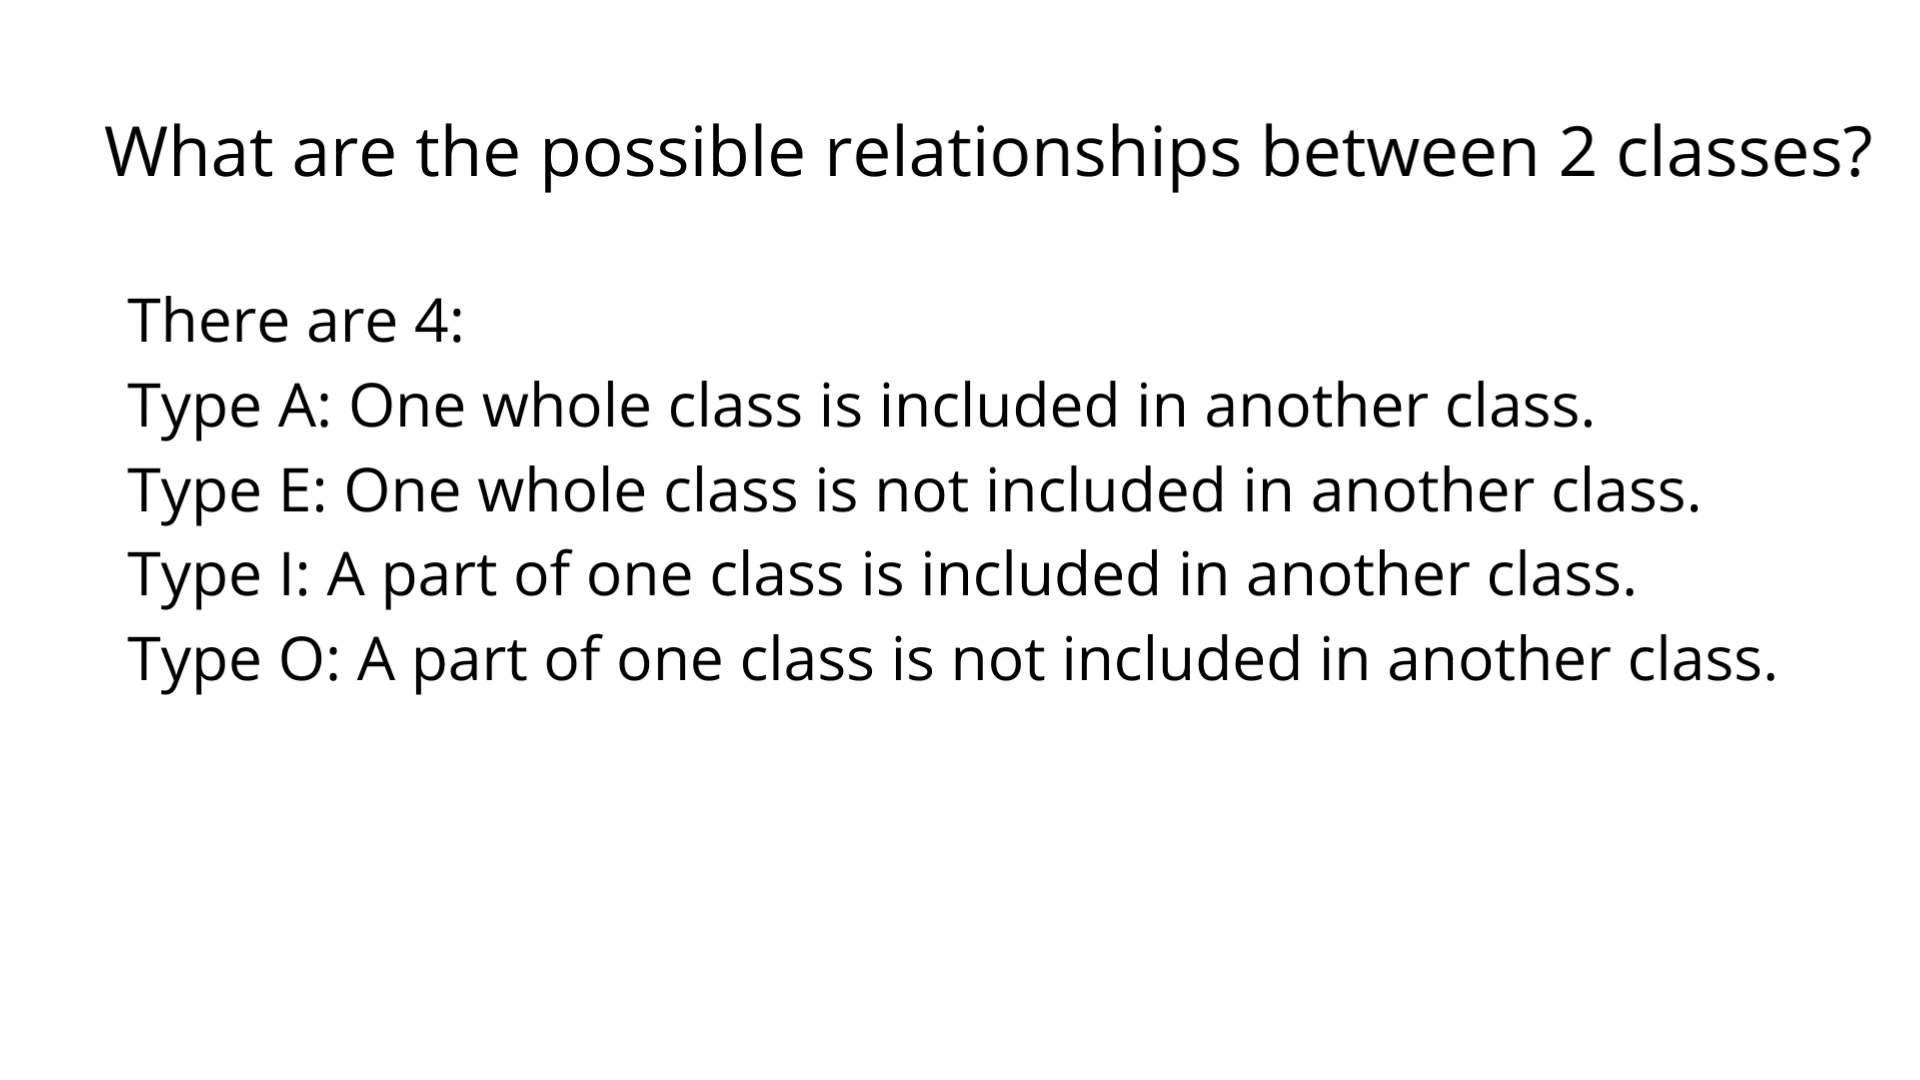 What are the possible relationships between 2 classes?
There are 4:
Type A: One whole class is included in another class.
Type E: One whole class is not included in another class.
Type I: A part of one class is included in another class.
Type O: A part of one class is not included in another class.